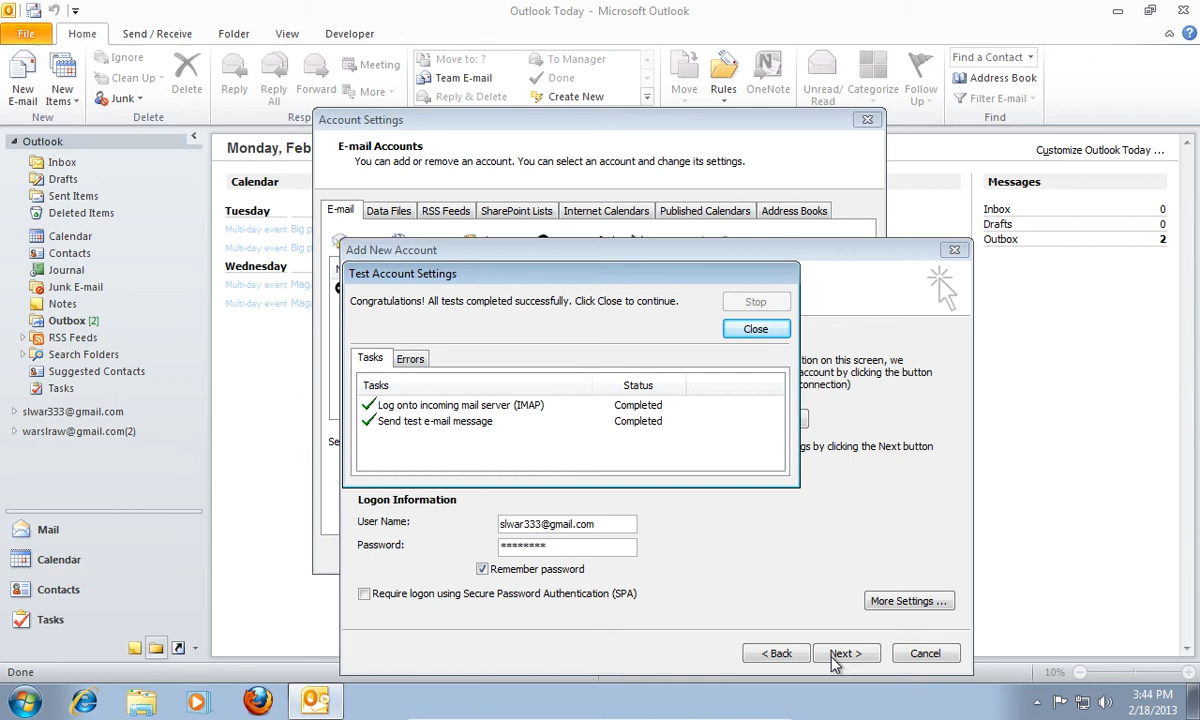 Outlook Today - Microsoft Outlook
File Home Send / Receive Folder View Developer
New E-mail
New Items
New
Ignore
Clean Up
Junk
Delete
Delete
Reply
Reply All
Forward
Meeting
More
Resp
Move to: ?
To Manager
Team E-mail
Done
Reply & Delete
Create New
Move
Rules
OneNote
Unread/ Read
Categorize
Follow Up
Find a Contact
Address Book
Filter E-mail
Find
Outlook
Inbox
Drafts
Sent Items
Deleted Items
Calendar
Contacts
Journal
Junk E-mail
Notes
Outbox [2]
RSS Feeds
Search Folders
Suggested Contacts
Tasks
slwar333@gmail.com
warslraw@gmail.com(2)
Mail
Calendar
Contacts
Tasks
Monday, Feb
Customize Outlook Today ...
Calendar
Tuesday
Multi-day event Big p
Multi-day event Big p
Wednesday
Multi-day event Maga
Multi-day event Maga
Messages
Inbox 0
Drafts 0
Outbox 2
Account Settings
E-mail Accounts
You can add or remove an account. You can select an account and change its settings.
E-mail Data Files RSS Feeds SharePoint Lists Internet Calendars Published Calendars Address Books
Se
Add New Account
Test Account Settings
Congratulations! All tests completed successfully. Click Close to continue.
Stop
Close
Tasks Errors
Tasks Status
Log onto incoming mail server (IMAP) Completed
Send test e-mail message Completed
tion on this screen, we
account by clicking the button
connection)
gs by clicking the Next button
Logon Information
User Name: slwar333@gmail.com
Password: ********
Remember password
Require logon using Secure Password Authentication (SPA)
More Settings ...
< Back Next > Cancel
Done
10%
3:44 PM
2/18/2013